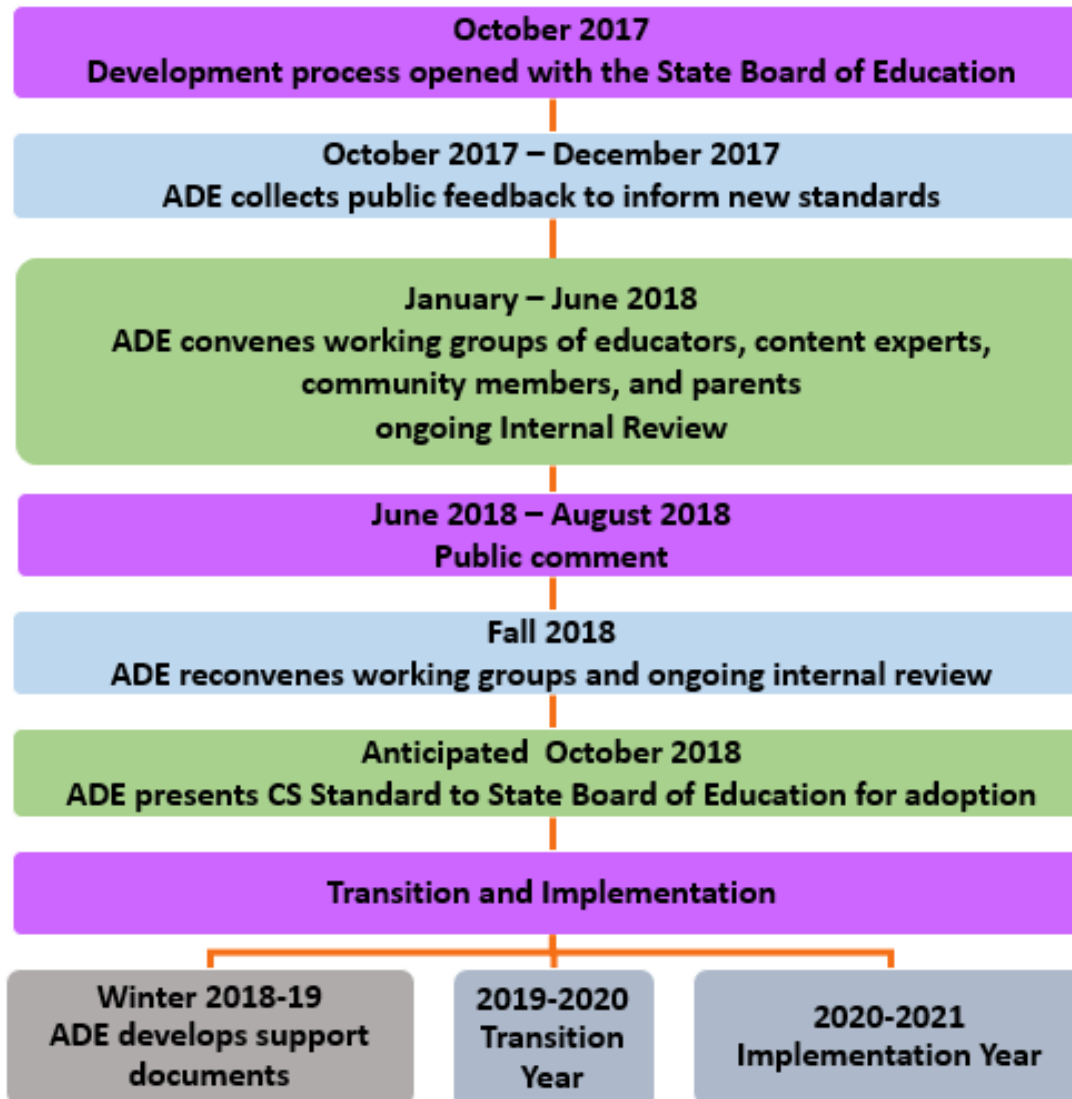 October 2017
Development process opened with the State Board of Education
October 2017 – December 2017
ADE collects public feedback to inform new standards
January – June 2018
ADE convenes working groups of educators, content experts,
community members, and parents
ongoing Internal Review
June 2018 – August 2018
Public comment
Fall 2018
ADE reconvenes working groups and ongoing internal review
Anticipated  October 2018
ADE presents CS Standard to State Board of Education for adoption
Transition and Implementation
Winter 2018-19
ADE develops support
documents
2019-2020
Transition
Year
2020-2021
Implementation Year